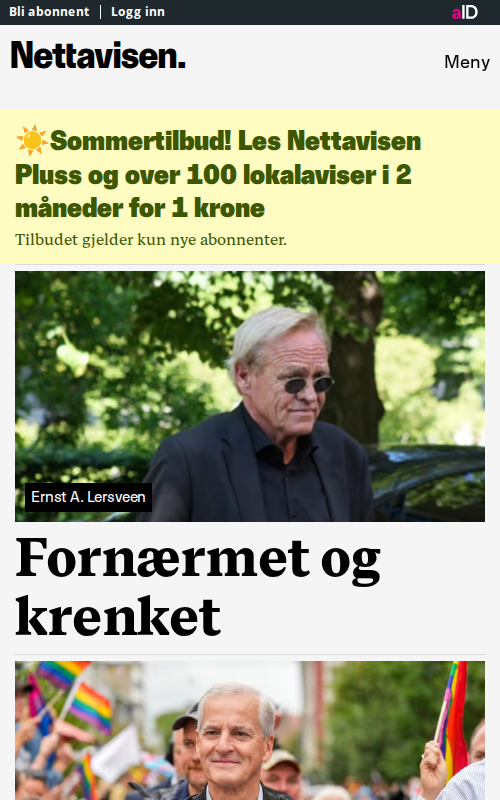 Bli abonnent | Logg inn
aID
Nettavisen.
Meny
☀️Sommertilbud! Les Nettavisen
Pluss og over 100 lokalaviser i 2
måneder for 1 krone
Tilbudet gjelder kun nye abonnenter.
Ernst A. Lersveen
Fornærmet og
krenket